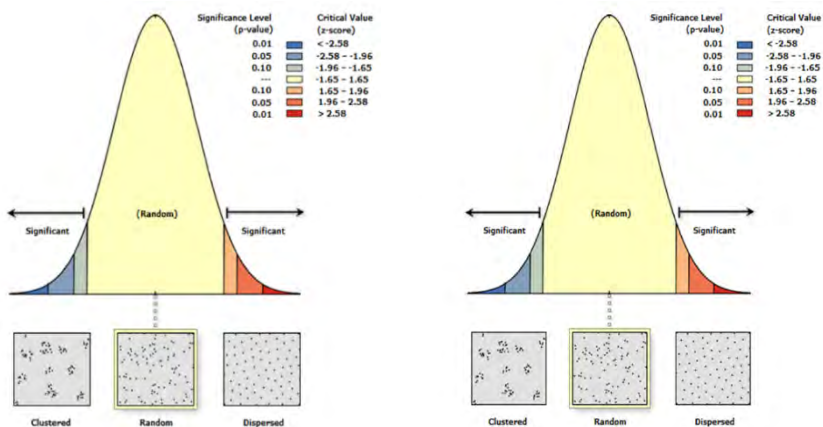 Significance Level
(p-value)
Critical Value
(z-score)
0.01 < -2.58
0.05 -2.58 – -1.96
0.10 -1.96 – -1.65
--- -1.65 – 1.65
0.10 1.65 – 1.96
0.05 1.96 – 2.58
0.01 > 2.58
(Random)
Significant Significant
Clustered Random Dispersed
Significance Level
(p-value)
Critical Value
(z-score)
0.01 < -2.58
0.05 -2.58 – -1.96
0.10 -1.96 – -1.65
--- -1.65 – 1.65
0.10 1.65 – 1.96
0.05 1.96 – 2.58
0.01 > 2.58
(Random)
Significant Significant
Clustered Random Dispersed